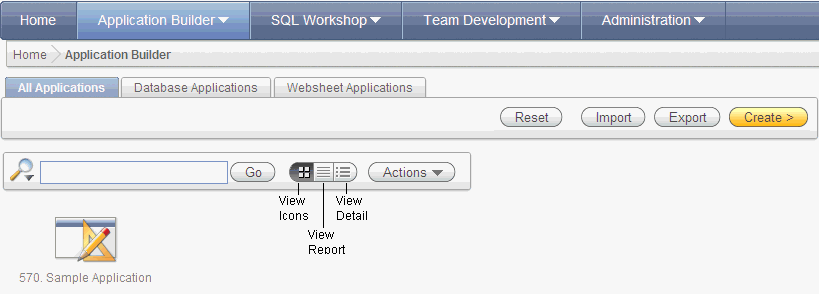 Home Application Builder SQL Workshop Team Development Administration
Home Application Builder
All Applications Database Applications Websheet Applications
Reset Import Export Create >
Go Actions
View Icons
View Report
View Detail
570. Sample Application